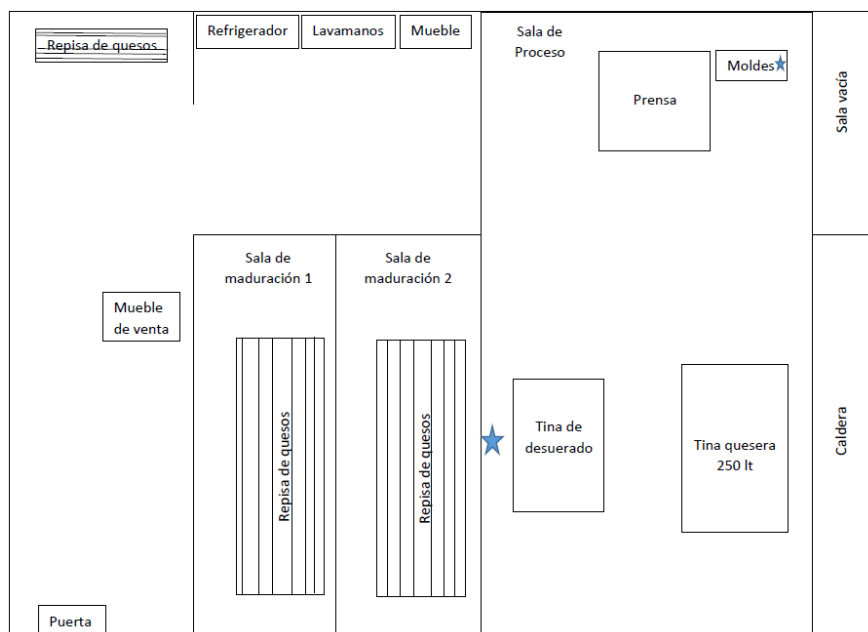 Repisa de quesos
Refrigerador
Lavamanos
Mueble
Sala de
Proceso
Prensa
Moldes
Sala vacía
Sala de
maduración 1
Sala de
maduración 2
Mueble
de venta
Repisa de quesos
Repisa de quesos
Tina de
desuerado
Tina quesera
250 lt
Caldera
Puerta